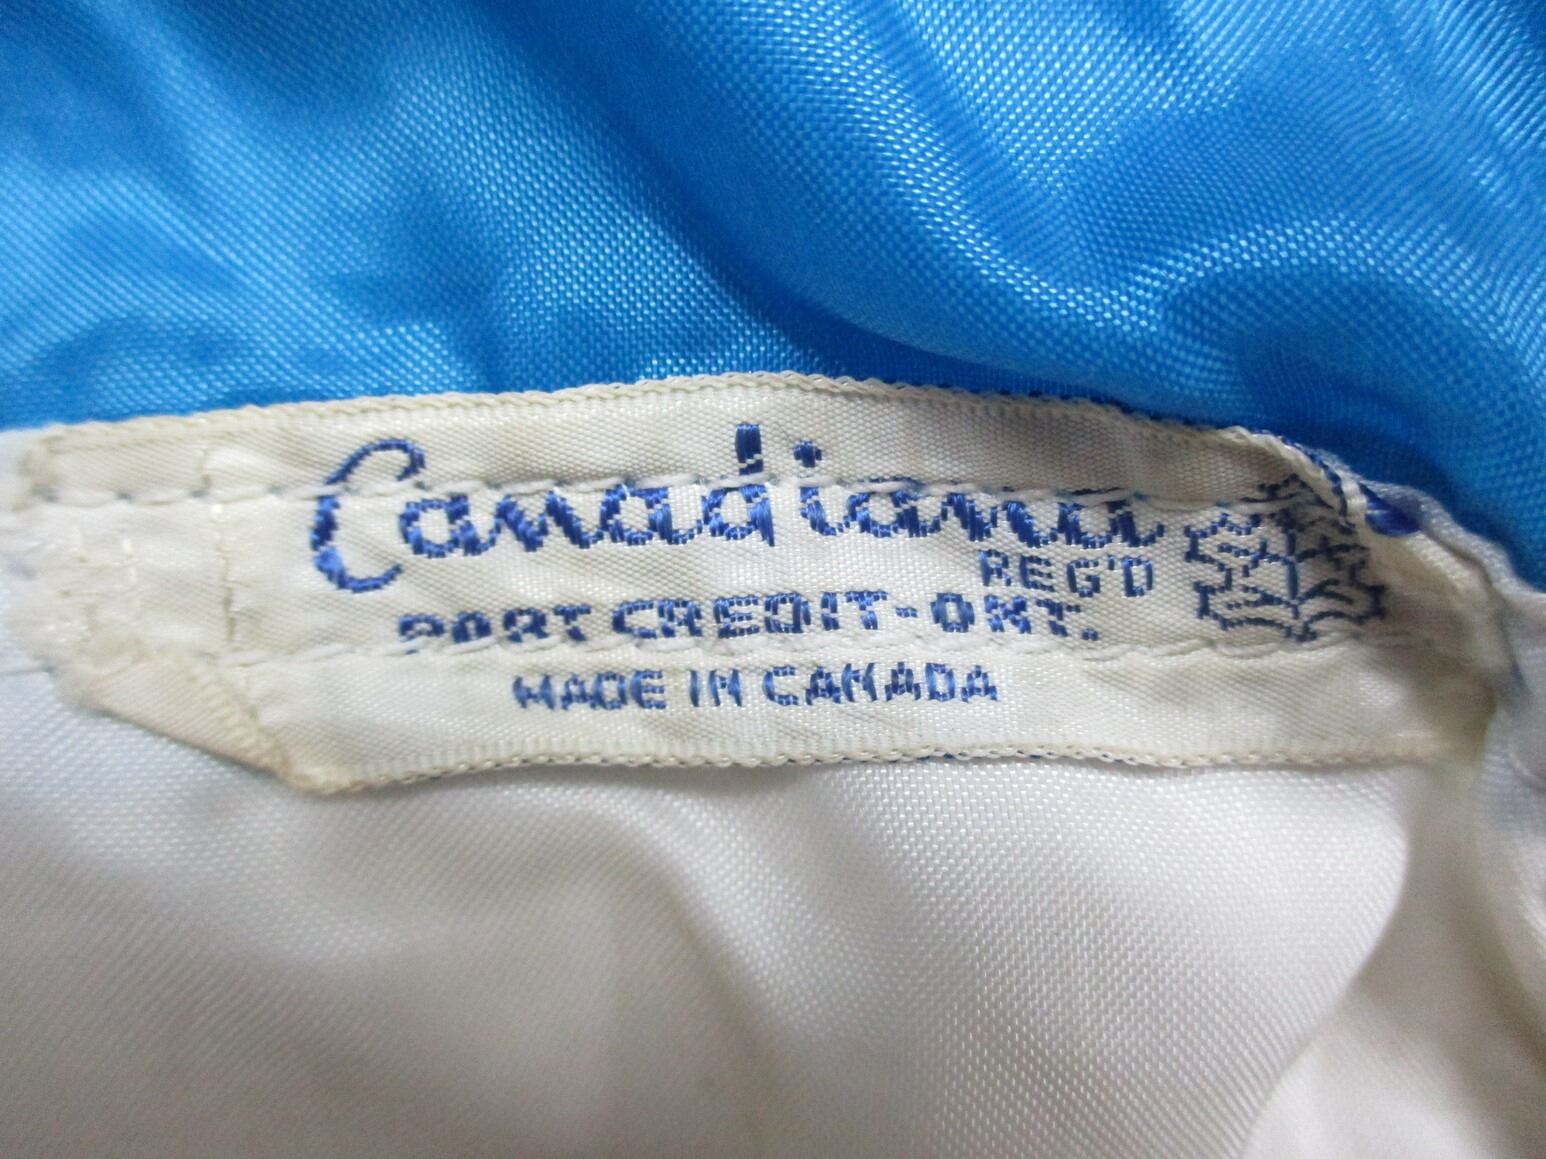 Canadiana
REG'D
PORT CREDIT-ONT.
MADE IN CANADA